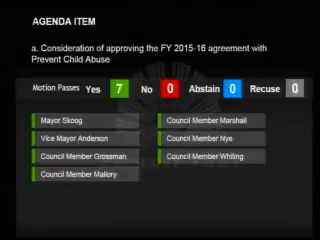 AGENDA ITEM
a. Consideration of approving the FY 2015-16 agreement with
Prevent Child Abuse
Motion Passes Yes 7 No 0 Abstain 0 Recuse 0
Mayor Skoog Council Member Marshall
Vice Mayor Anderson Council Member Nye
Council Member Grossman Council Member Whiting
Council Member Mallory